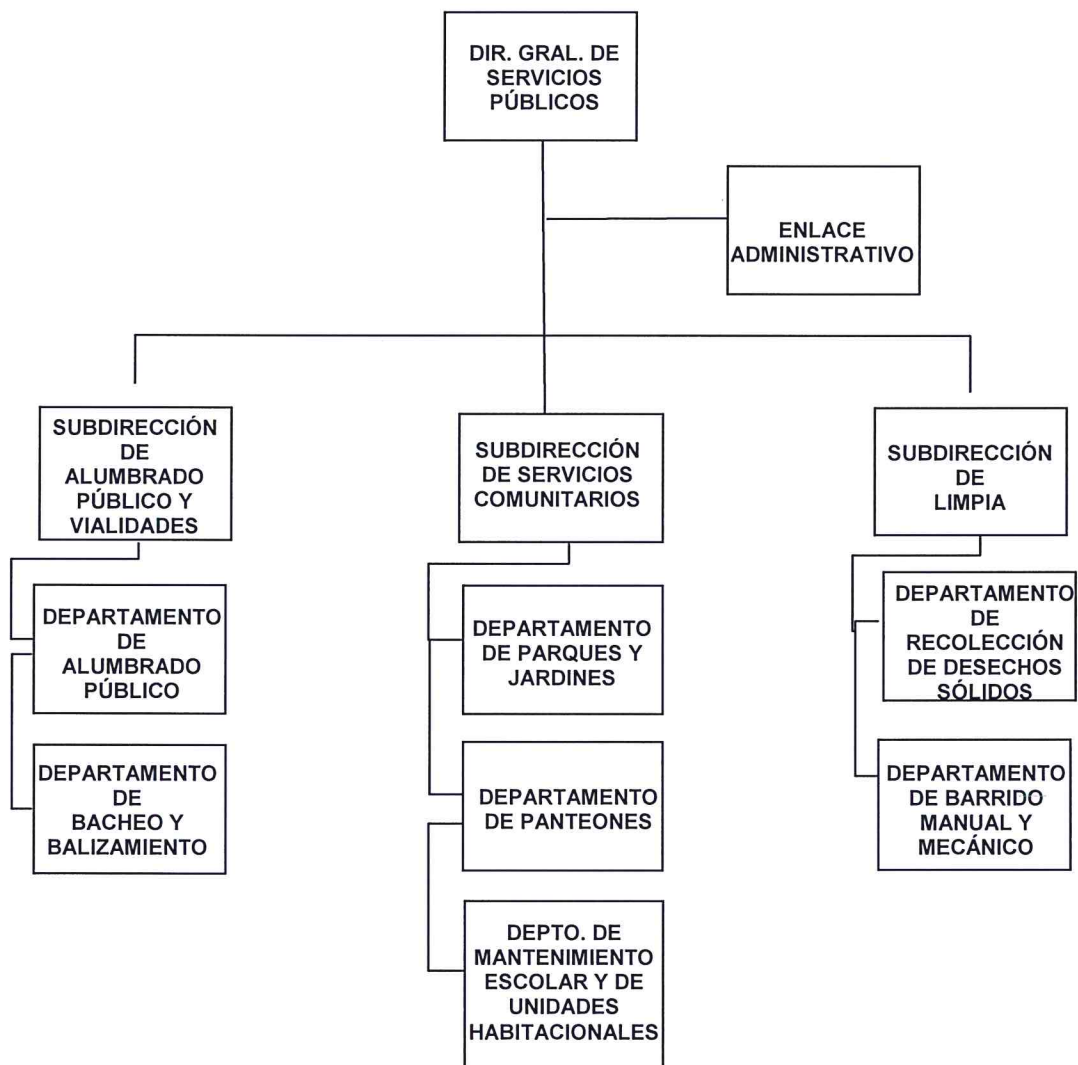 DIR. GRAL. DE
SERVICIOS
PÚBLICOS
ENLACE
ADMINISTRATIVO
SUBDIRECCIÓN
DE
ALUMBRADO
PÚBLICO Y
VIALIDADES
SUBDIRECCIÓN
DE SERVICIOS
COMUNITARIOS
SUBDIRECCIÓN
DE
LIMPIA
DEPARTAMENTO
DE
ALUMBRADO
PÚBLICO
DEPARTAMENTO
DE PARQUES Y
JARDINES
DEPARTAMENTO
DE
RECOLECCIÓN
DE DESECHOS
SÓLIDOS
DEPARTAMENTO
DE
BACHEO Y
BALIZAMIENTO
DEPARTAMENTO
DE PANTEONES
DEPARTAMENTO
DE BARRIDO
MANUAL Y
MECÁNICO
DEPTO. DE
MANTENIMIENTO
ESCOLAR Y DE
UNIDADES
HABITACIONALES